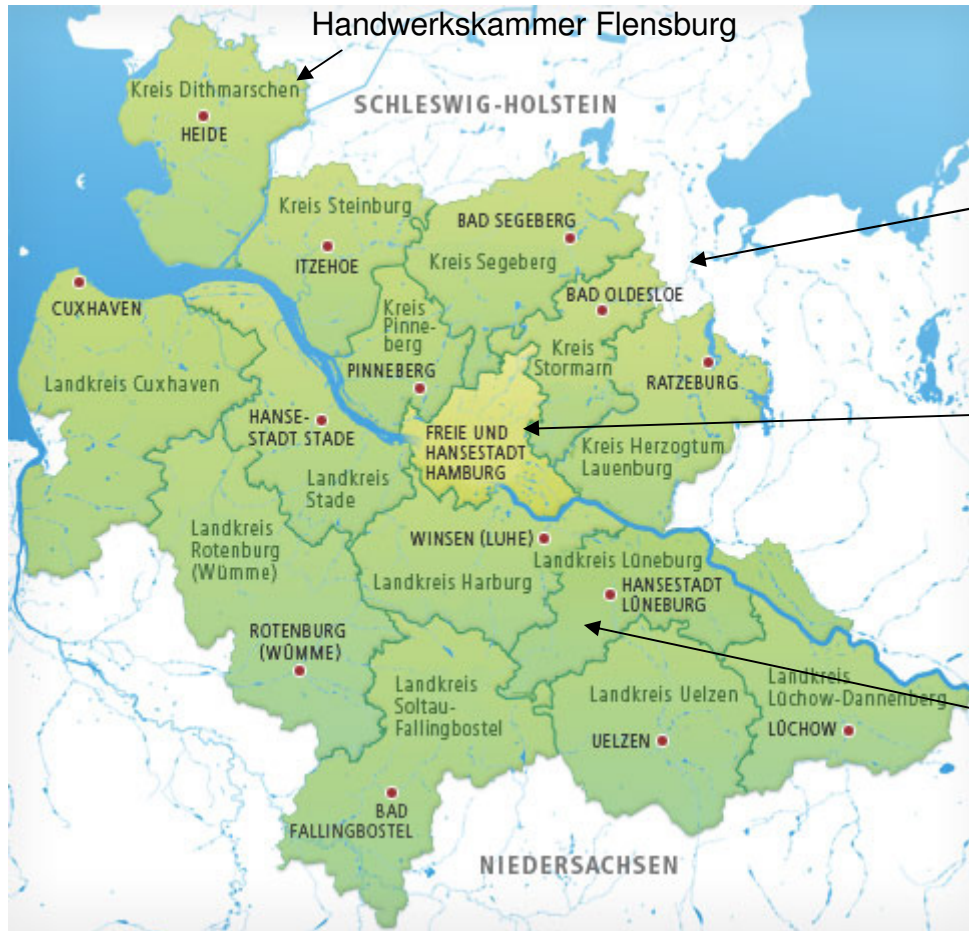 Handwerkskammer Flensburg
Kreis Dithmarschen
HEIDE
SCHLESWIG-HOLSTEIN
Kreis Steinburg
ITZEHOE
BAD SEGEBERG
Kreis Segeberg
CUXHAVEN
Landkreis Cuxhaven
Kreis
Pinne-
berg
PINNEBERG
BAD OLDESLOE
Kreis
Stormarn
RATZEBURG
HANSE-
STADT STADE
Landkreis
Stade
FREIE UND
HANSESTADT
HAMBURG
Kreis Herzogtum
Lauenburg
Landkreis
Rotenburg
(Wümme)
WINSEN (LUHE)
Landkreis Harburg
Landkreis Lüneburg
HANSESTADT
LÜNEBURG
ROTENBURG
(WÜMME)
Landkreis
Soltau-
Fallingbostel
Landkreis Uelzen
UELZEN
Landkreis
Lüchow-Dannenberg
LÜCHOW
BAD
FALLINGBOSTEL
NIEDERSACHSEN